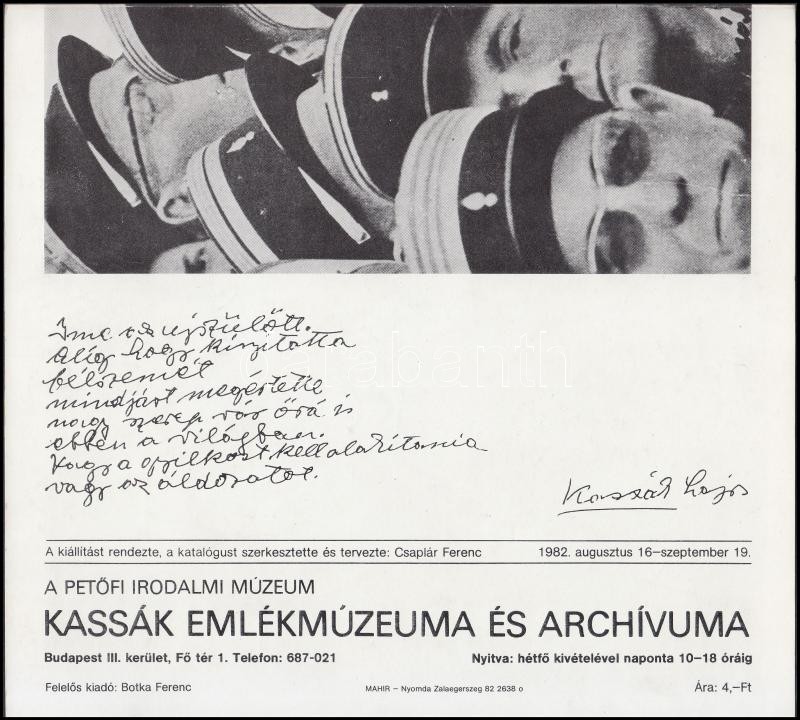 Íme az újszülött.
Alig hogy kinyitotta
bélszemét
mindjárt megértette
nagy szerep vár őrá is
ebben a világban.
Vagy a gyilkost kell alakítania
vagy az áldozatot.
Kassák Lajos
A kiállítást rendezte, a katalógust szerkesztette és tervezte: Csaplár Ferenc 1982. augusztus 16–szeptember 19.
A PETŐFI IRODALMI MÚZEUM
KASSÁK EMLÉKMÚZEUMA ÉS ARCHÍVUMA
Budapest III. kerület, Fő tér 1. Telefon: 687-021 Nyitva: hétfő kivételével naponta 10–18 óráig
Felelős kiadó: Botka Ferenc MAHIR – Nyomda Zalaegerszeg 82 2638 o Ára: 4,–Ft